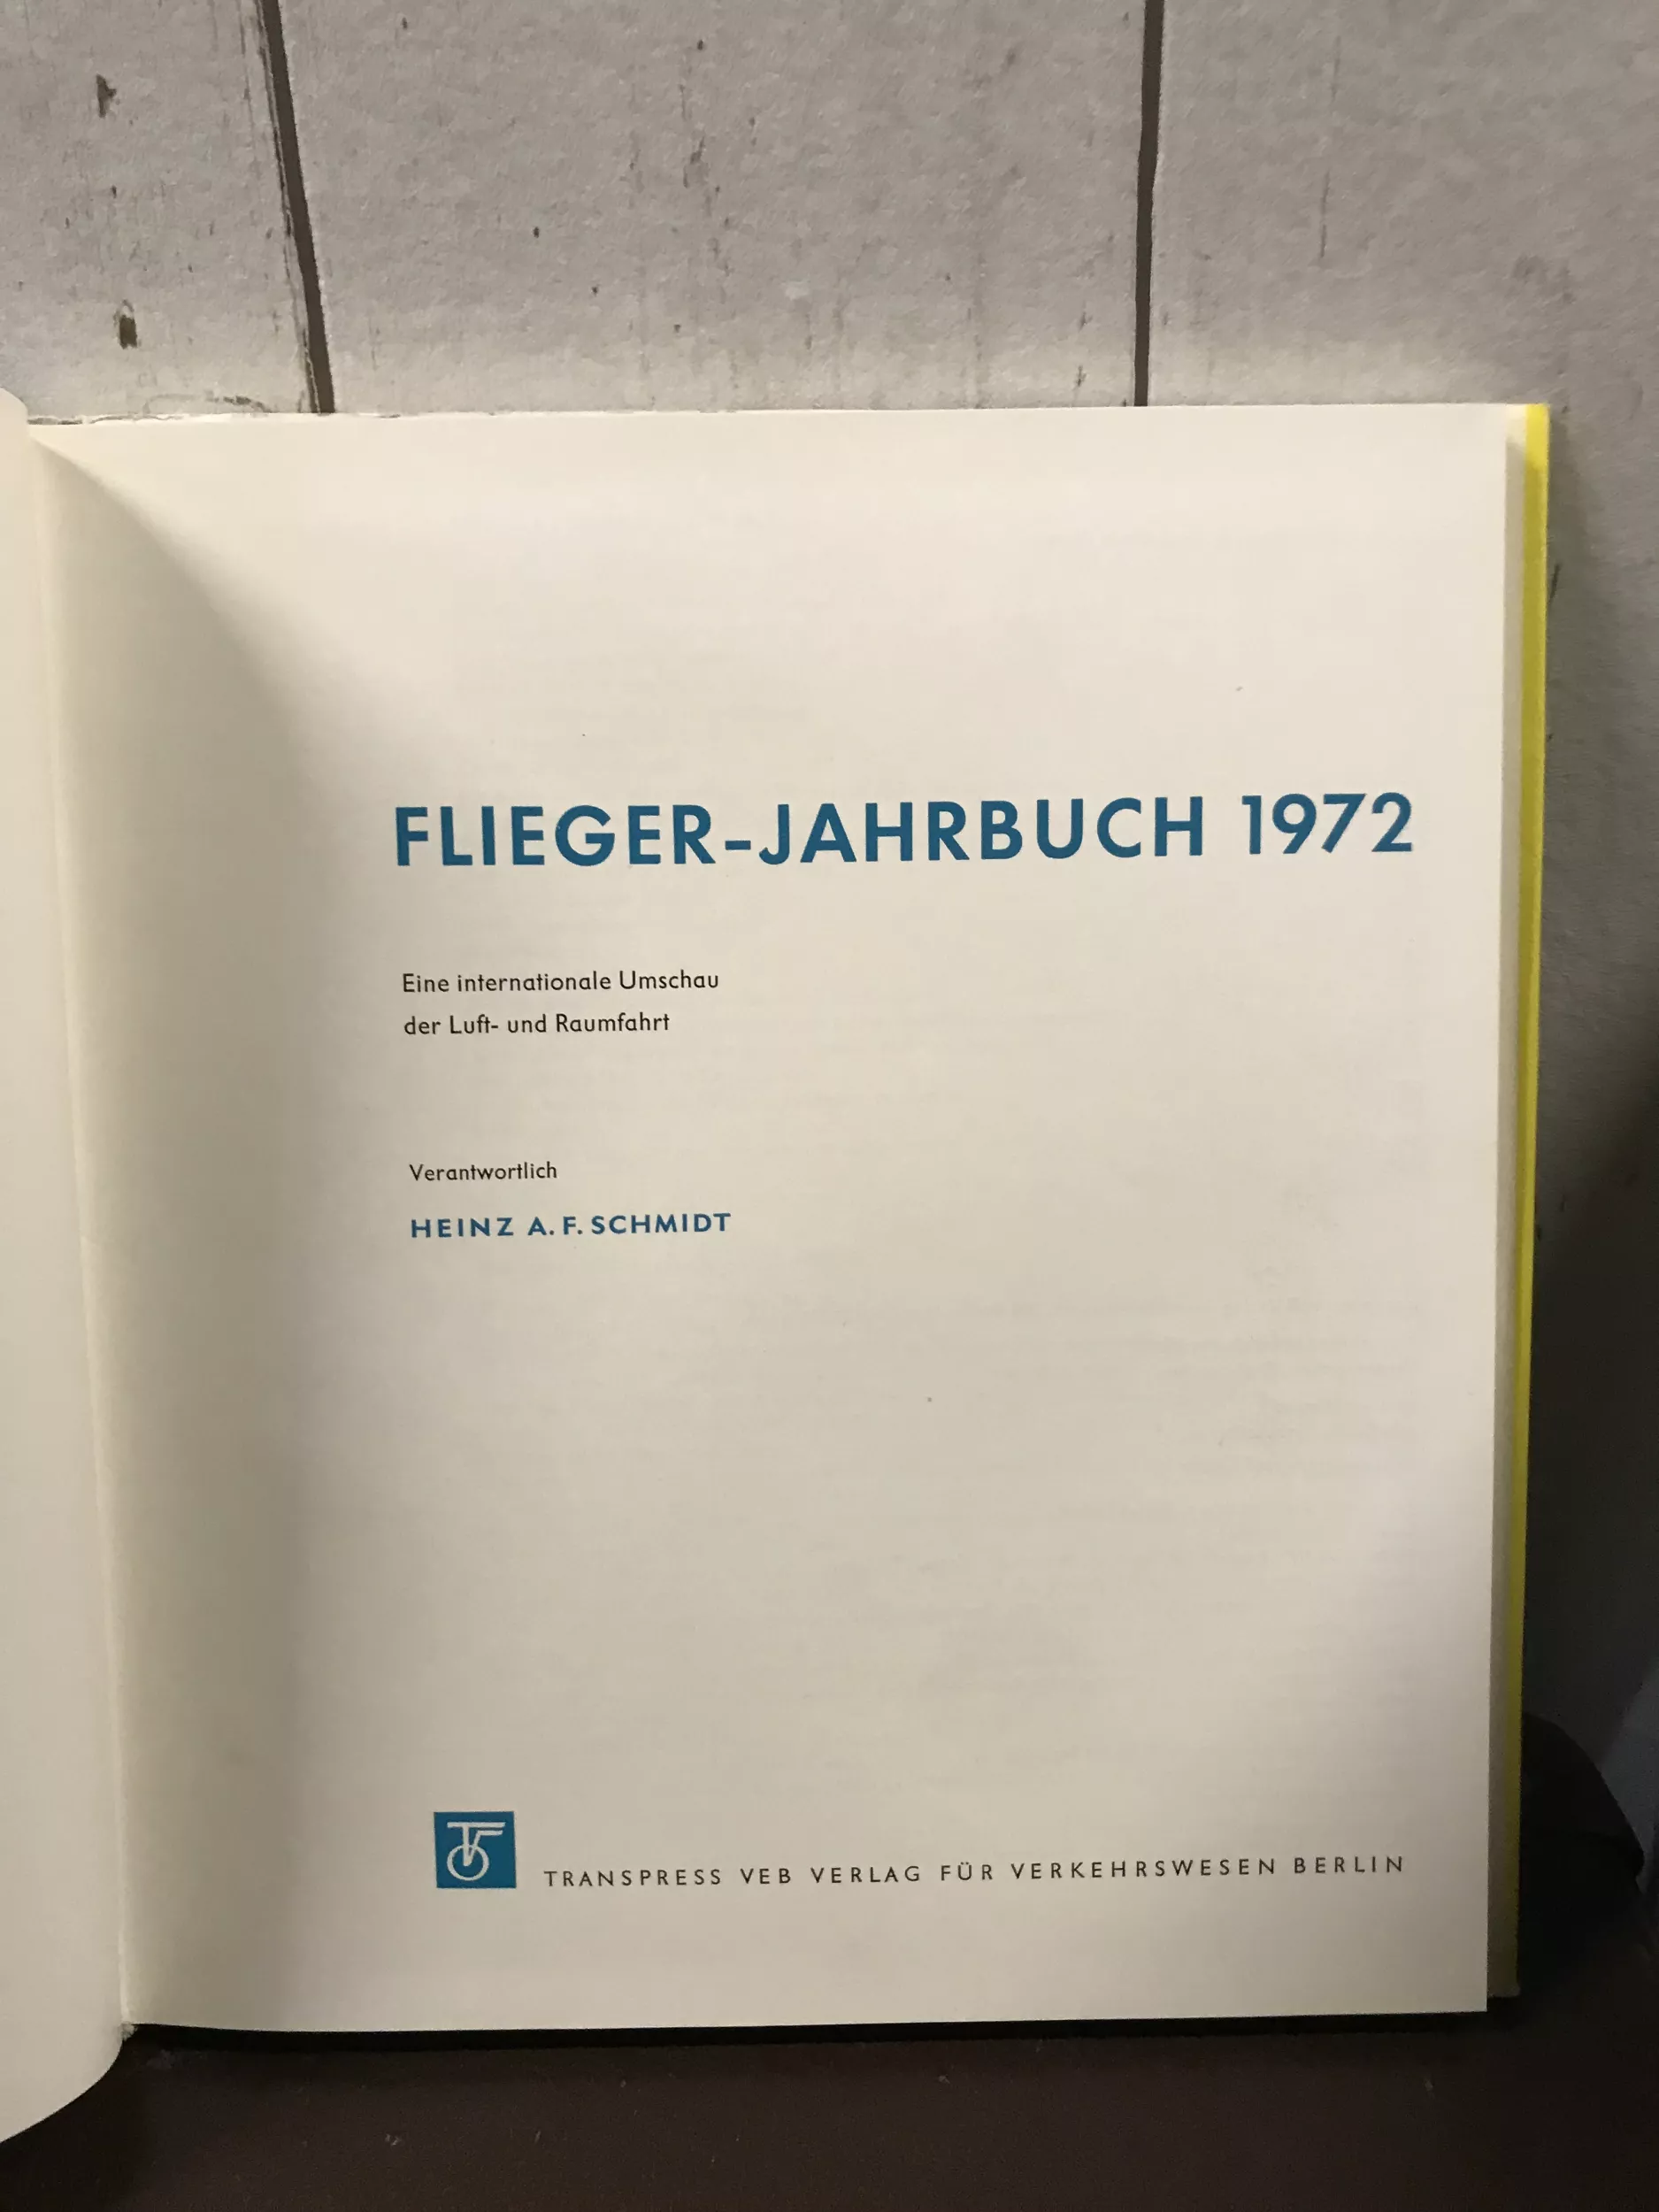 FLIEGER-JAHRBUCH 1972
Eine internationale Umschau
der Luft- und Raumfahrt
Verantwortlich
HEINZ A. F. SCHMIDT
TRANSPRESS VEB VERLAG FÜR VERKEHRSWESEN BERLIN